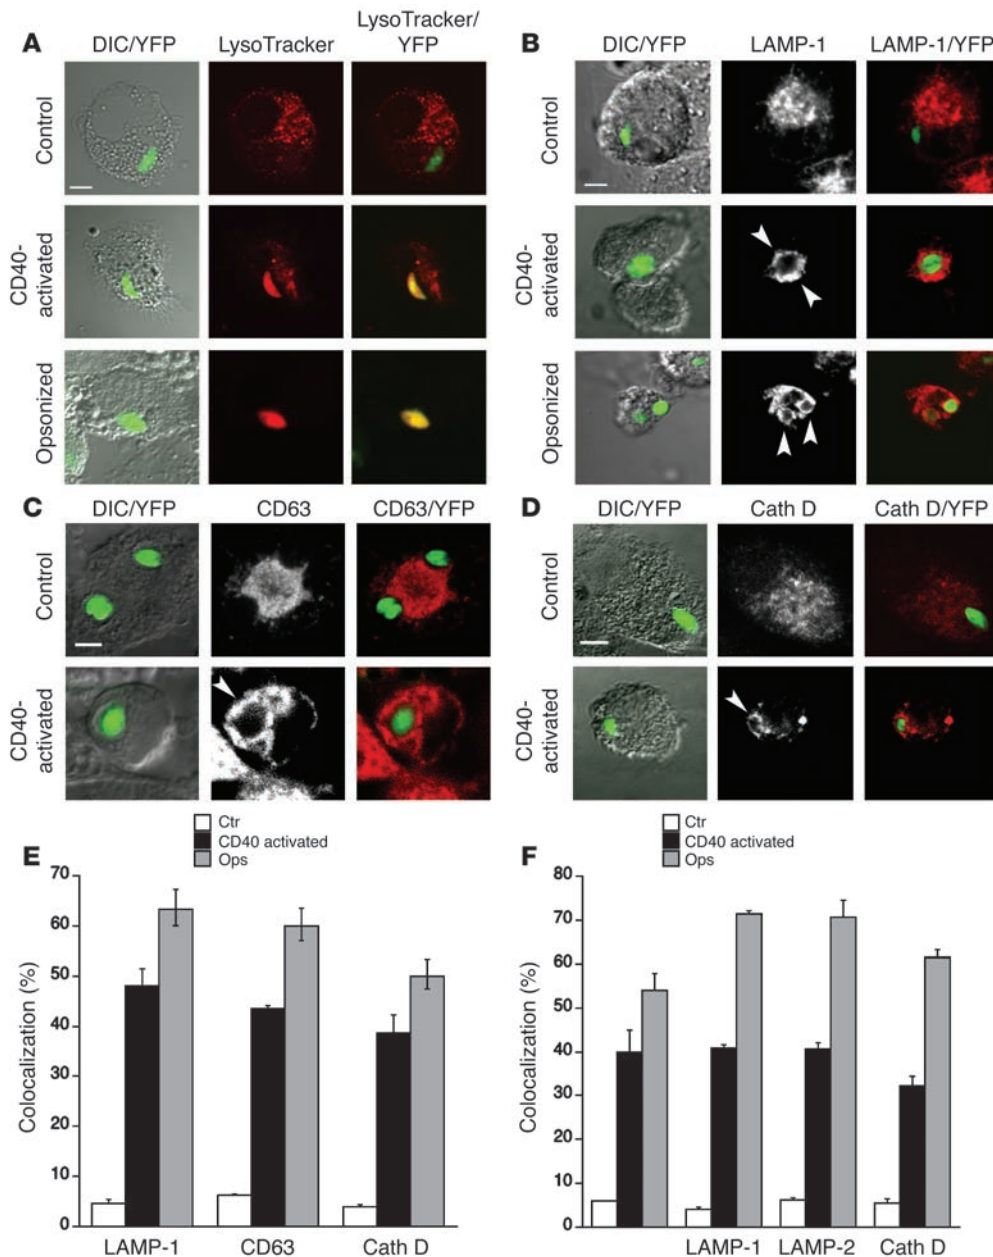 A
DIC/YFP
LysoTracker
LysoTracker/
YFP
Control
CD40-
activated
Opsonized
B
DIC/YFP
LAMP-1
LAMP-1/YFP
Control
CD40-
activated
Opsonized
C
DIC/YFP
CD63
CD63/YFP
Control
CD40-
activated
D
DIC/YFP
Cath D
Cath D/YFP
Control
CD40-
activated
E
Ctr
CD40 activated
Ops
Colocalization (%)
70
60
50
40
30
20
10
0
LAMP-1
CD63
Cath D
F
Ctr
CD40 activated
Ops
Colocalization (%)
80
70
60
50
40
30
20
10
0
LAMP-1
LAMP-2
Cath D